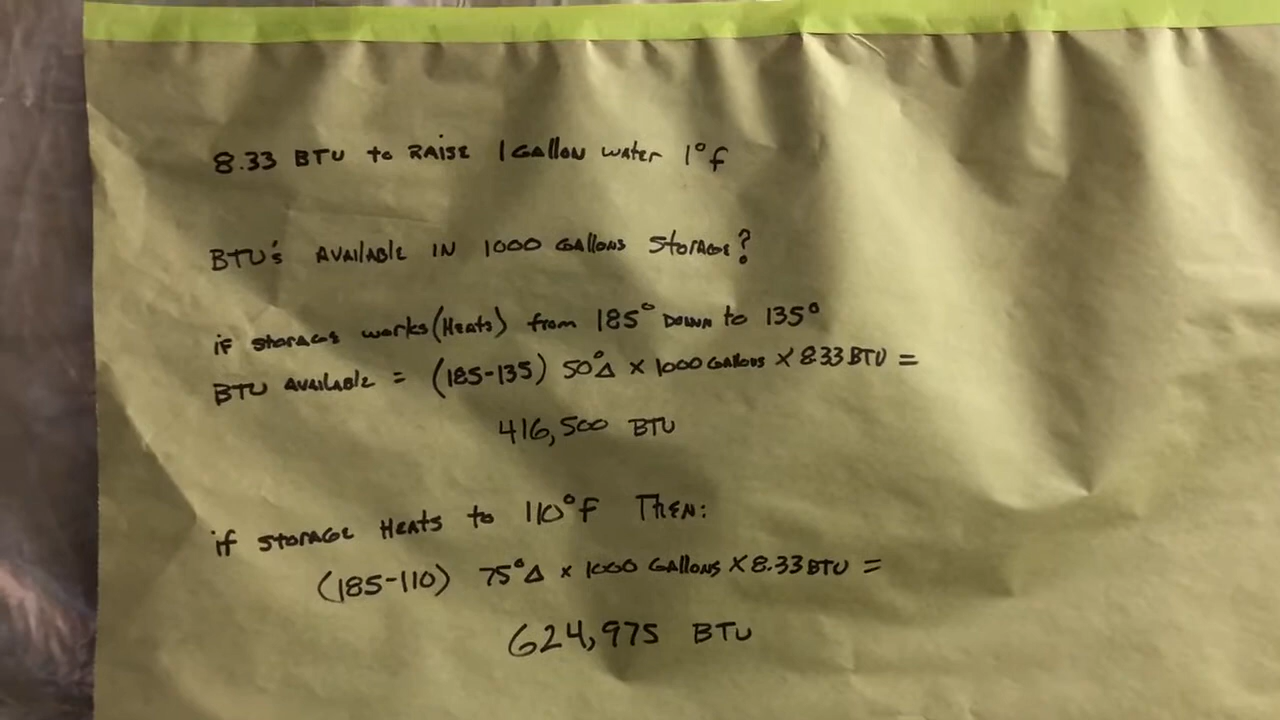 8.33 BTU to RAISE 1 GALLON water 1°f
BTU's AVAILABLE IN 1000 GALLONS STORAGE?
if STORAGE works (HEATS) from 185° DOWN to 135°
BTU AVAILABLE = (185-135) 50°Δ × 1000 GALLONS × 8.33 BTU =
416,500 BTU
if STORAGE HEATS to 110°F THEN:
(185-110) 75°Δ × 1000 GALLONS × 8.33 BTU =
624,975 BTU